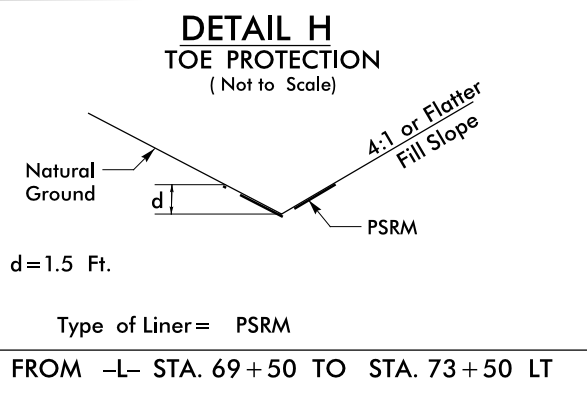 DETAIL H
TOE PROTECTION
( Not to Scale)
4:1 or Flatter
Fill Slope
Natural
Ground
d
PSRM
d=1.5 Ft.
Type of Liner= PSRM
FROM -L- STA. 69+50 TO STA. 73+50 LT